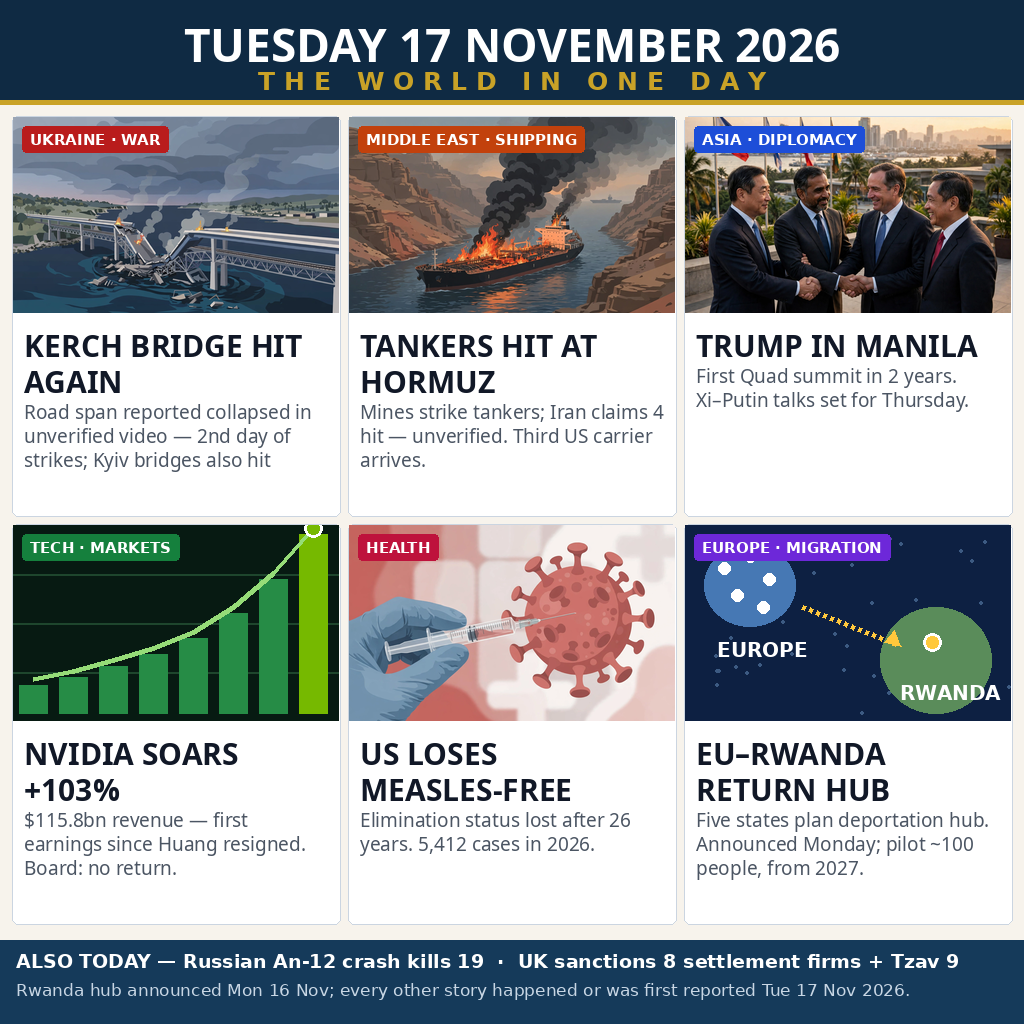 TUESDAY 17 NOVEMBER 2026
THE WORLD IN ONE DAY
UKRAINE · WAR
KERCH BRIDGE HIT
AGAIN
Road span reported collapsed in
unverified video — 2nd day of
strikes; Kyiv bridges also hit
MIDDLE EAST · SHIPPING
TANKERS HIT AT
HORMUZ
Mines strike tankers; Iran claims 4
hit — unverified. Third US carrier
arrives.
ASIA · DIPLOMACY
TRUMP IN MANILA
First Quad summit in 2 years.
Xi–Putin talks set for Thursday.
TECH · MARKETS
NVIDIA SOARS
+103%
$115.8bn revenue — first
earnings since Huang resigned.
Board: no return.
HEALTH
US LOSES
MEASLES-FREE
Elimination status lost after 26
years. 5,412 cases in 2026.
EUROPE · MIGRATION
EUROPE
RWANDA
EU–RWANDA
RETURN HUB
Five states plan deportation hub.
Announced Monday; pilot ~100
people, from 2027.
ALSO TODAY — Russian An-12 crash kills 19 · UK sanctions 8 settlement firms + Tzav 9
Rwanda hub announced Mon 16 Nov; every other story happened or was first reported Tue 17 Nov 2026.